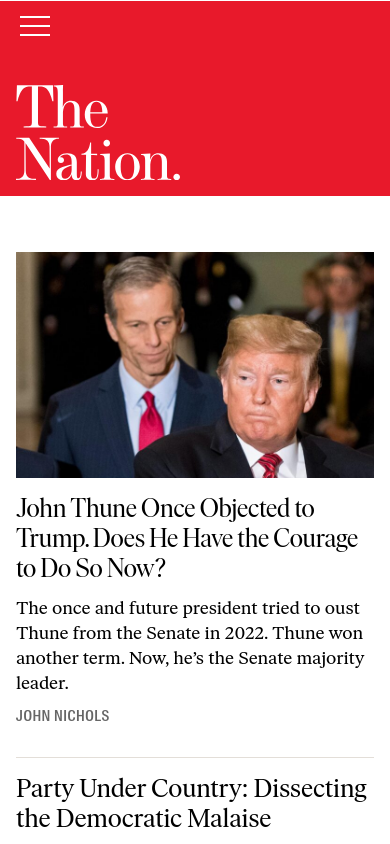 The
Nation.
John Thune Once Objected to
Trump. Does He Have the Courage
to Do So Now?
The once and future president tried to oust
Thune from the Senate in 2022. Thune won
another term. Now, he’s the Senate majority
leader.
JOHN NICHOLS
Party Under Country: Dissecting
the Democratic Malaise